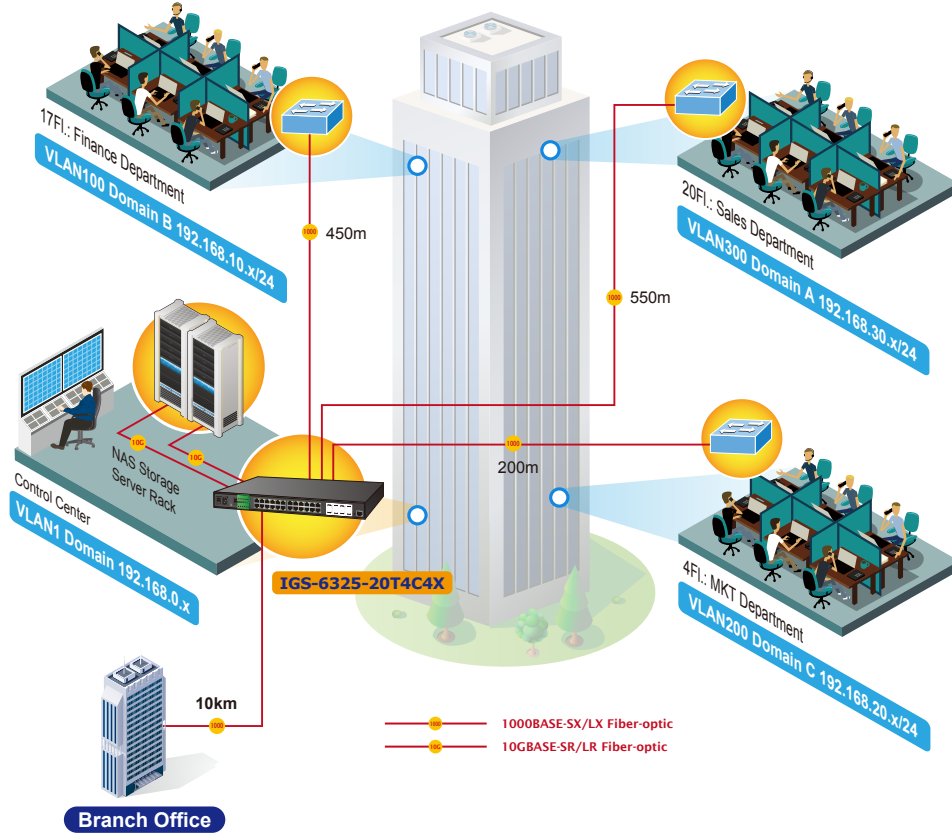 17Fl.: Finance Department
VLAN100 Domain B 192.168.10.x/24
1000
450m
20Fl.: Sales Department
VLAN300 Domain A 192.168.30.x/24
1000
550m
10G
10G
NAS Storage
Server Rack
Control Center
VLAN1 Domain 192.168.0.x
1000
200m
IGS-6325-20T4C4X
4Fl.: MKT Department
VLAN200 Domain C 192.168.20.x/24
10km
1000
1000
1000BASE-SX/LX Fiber-optic
10G
10GBASE-SR/LR Fiber-optic
Branch Office